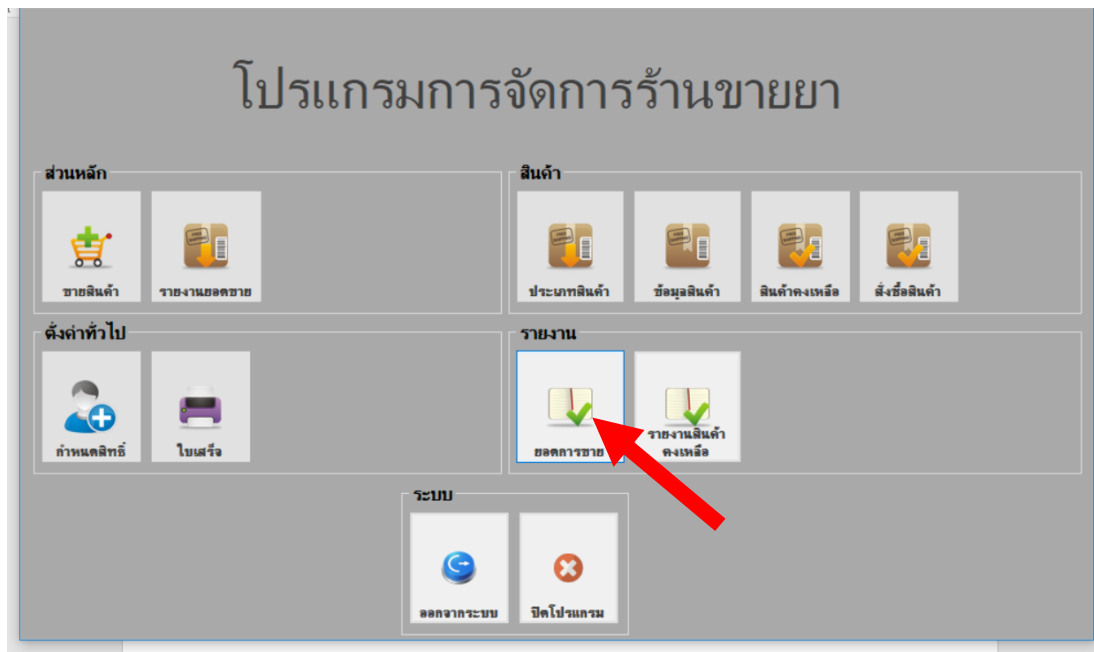 โปรแกรมการจัดการร้านขายยา
ส่วนหลัก
ขายสินค้า
รายงานยอดขาย
สินค้า
ประเภทสินค้า
ข้อมูลสินค้า
สินค้าคงเหลือ
สั่งซื้อสินค้า
ตั้งค่าทั่วไป
กำหนดสิทธิ์
ใบเสร็จ
รายงาน
ยอดการขาย
รายงานสินค้า
คงเหลือ
ระบบ
ออกจากระบบ
ปิดโปรแกรม